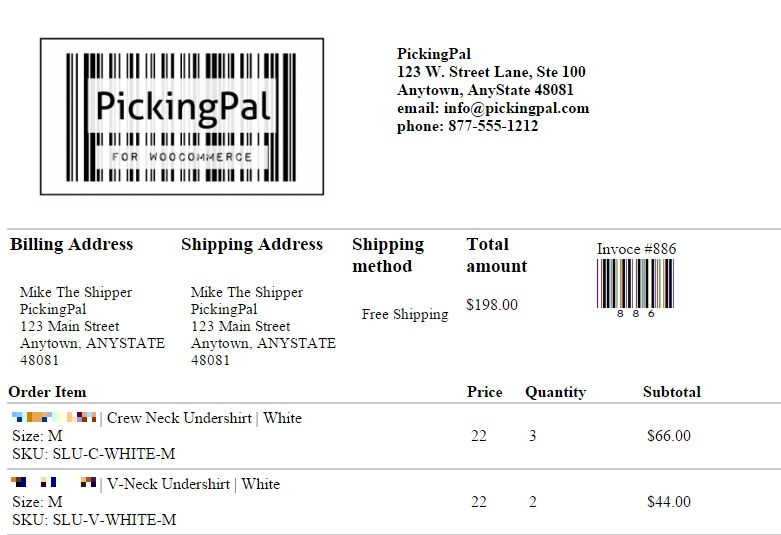 PickingPal
FOR WOOCOMMERCE
PickingPal
123 W. Street Lane, Ste 100
Anytown, AnyState 48081
email: info@pickingpal.com
phone: 877-555-1212
Billing Address
Mike The Shipper
PickingPal
123 Main Street
Anytown, ANYSTATE
48081
Shipping Address
Mike The Shipper
PickingPal
123 Main Street
Anytown, ANYSTATE
48081
Shipping
method
Free Shipping
Total
amount
$198.00
Invoce #886
8 8 6
Order Item Price Quantity Subtotal
| Crew Neck Undershirt | White
Size: M 22 3 $66.00
SKU: SLU-C-WHITE-M
| V-Neck Undershirt | White
Size: M 22 2 $44.00
SKU: SLU-V-WHITE-M